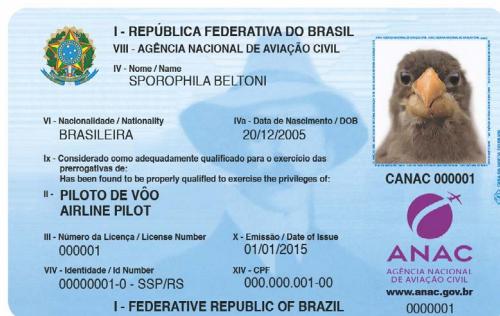 I - REPÚBLICA FEDERATIVA DO BRASIL
VIII - AGÊNCIA NACIONAL DE AVIAÇÃO CIVIL
IV - Nome / Name
SPOROPHILA BELTONI
VI - Nacionalidade / Nationality
BRASILEIRA
IVa - Data de Nascimento / DOB
20/12/2005
Ix - Considerado como adequadamente qualificado para o exercício das
prerrogativas de:
Has been found to be properly qualified to exercise the privileges of:
II - PILOTO DE VÔO
AIRLINE PILOT
III - Número da Licença / License Number
000001
X - Emissão / Date of Issue
01/01/2015
VIV - Identidade / Id Number
00000001-0 - SSP/RS
XIV - CPF
000.000.001-00
I - FEDERATIVE REPUBLIC OF BRAZIL
CANAC 000001
ANAC
AGÊNCIA NACIONAL
DE AVIAÇÃO CIVIL
www.anac.gov.br
0000001